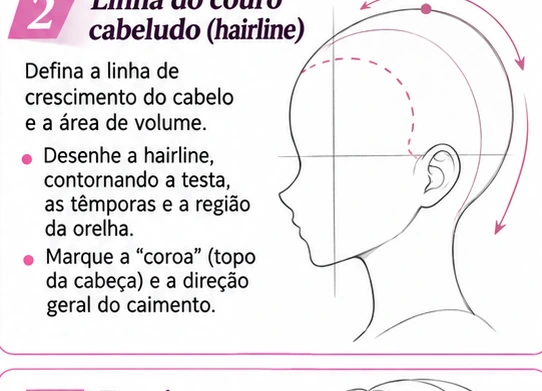 2
Linha do couro
cabeludo (hairline)
Defina a linha de
crescimento do cabelo
e a área de volume.
Desenhe a hairline,
contornando a testa,
as têmporas e a região
da orelha.
Marque a “coroa” (topo
da cabeça) e a direção
geral do caimento.